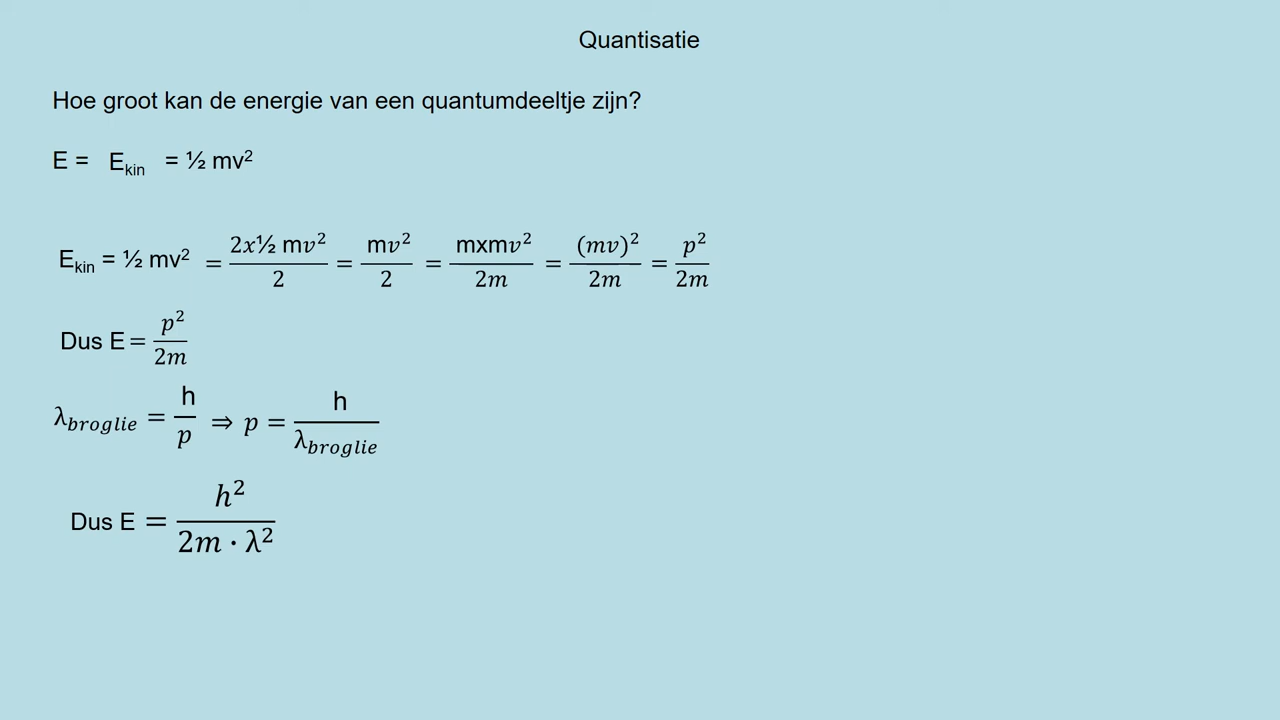 Quantisatie
Hoe groot kan de energie van een quantumdeeltje zijn?
E = E_kin = ½ mv²
E_kin = ½ mv² = (2x½ mv²)/2 = mv²/2 = mxmv²/2m = (mv)²/2m = p²/2m
Dus E = p²/2m
λ_broglie = h/p ⇒ p = h/λ_broglie
Dus E = h²/(2m · λ²)